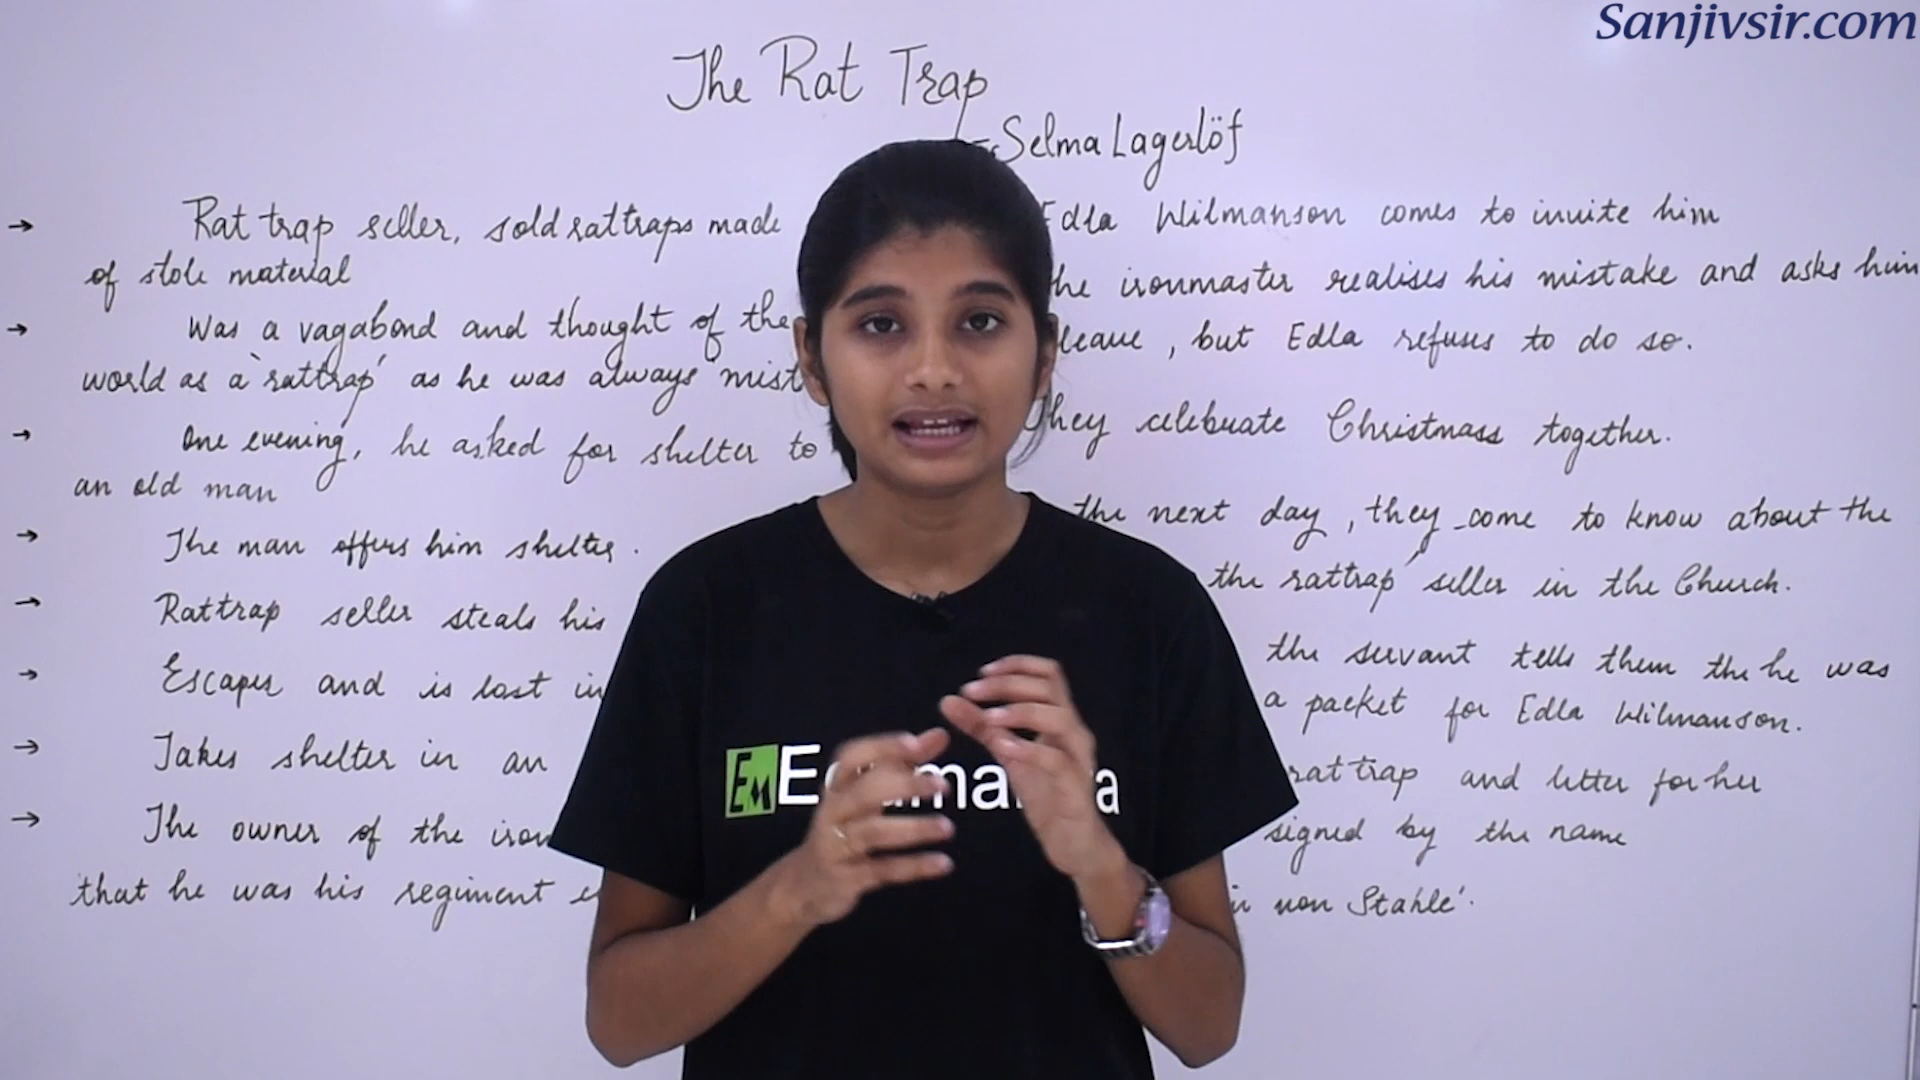 Sanjivsir.com
The Rat Trap
- Selma Lagerlöf
→ Rat trap seller, sold rattraps made
of stole material
→ Was a vagabond and thought of the
world as a 'rattrap' as he was always mist
→ One evening, he asked for shelter to
an old man
→ The man offers him shelter.
→ Rattrap seller steals his
→ Escapes and is lost in
→ Takes shelter in an
→ The owner of the iron
that he was his regiment
Edla Wilmanson comes to invite him
the ironmaster realises his mistake and asks him
leave, but Edla refuses to do so.
They celebrate Christmass together.
the next day, they come to know about the
the rattrap seller in the Church.
the servant tells them the he was
a packet for Edla Wilmanson.
rat trap and letter for her
signed by the name
von Stahle'.
EM E